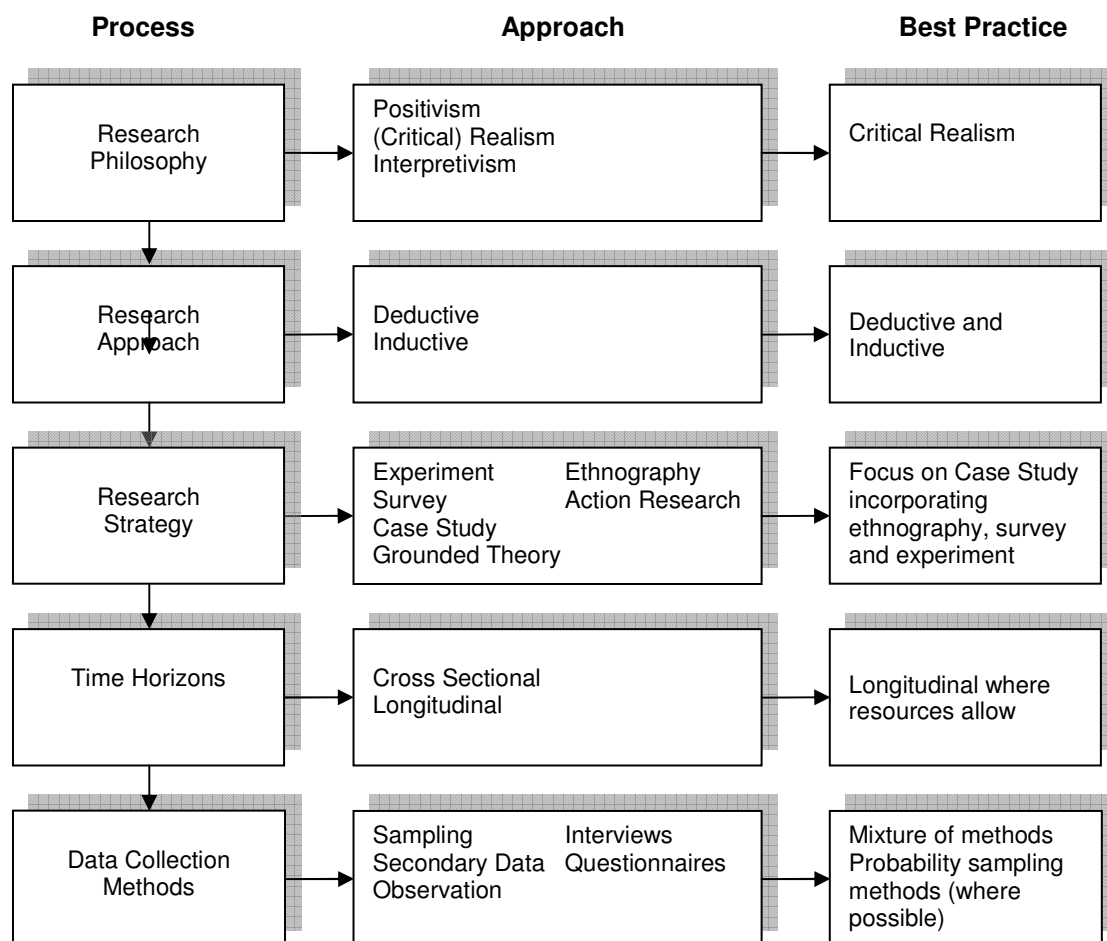 Process Approach Best Practice
Research
Philosophy
Positivism
(Critical) Realism
Interpretivism
Critical Realism
Research
Approach
Deductive
Inductive
Deductive and
Inductive
Research
Strategy
Experiment Ethnography
Survey Action Research
Case Study
Grounded Theory
Focus on Case Study
incorporating
ethnography, survey
and experiment
Time Horizons
Cross Sectional
Longitudinal
Longitudinal where
resources allow
Data Collection
Methods
Sampling Interviews
Secondary Data Questionnaires
Observation
Mixture of methods
Probability sampling
methods (where
possible)